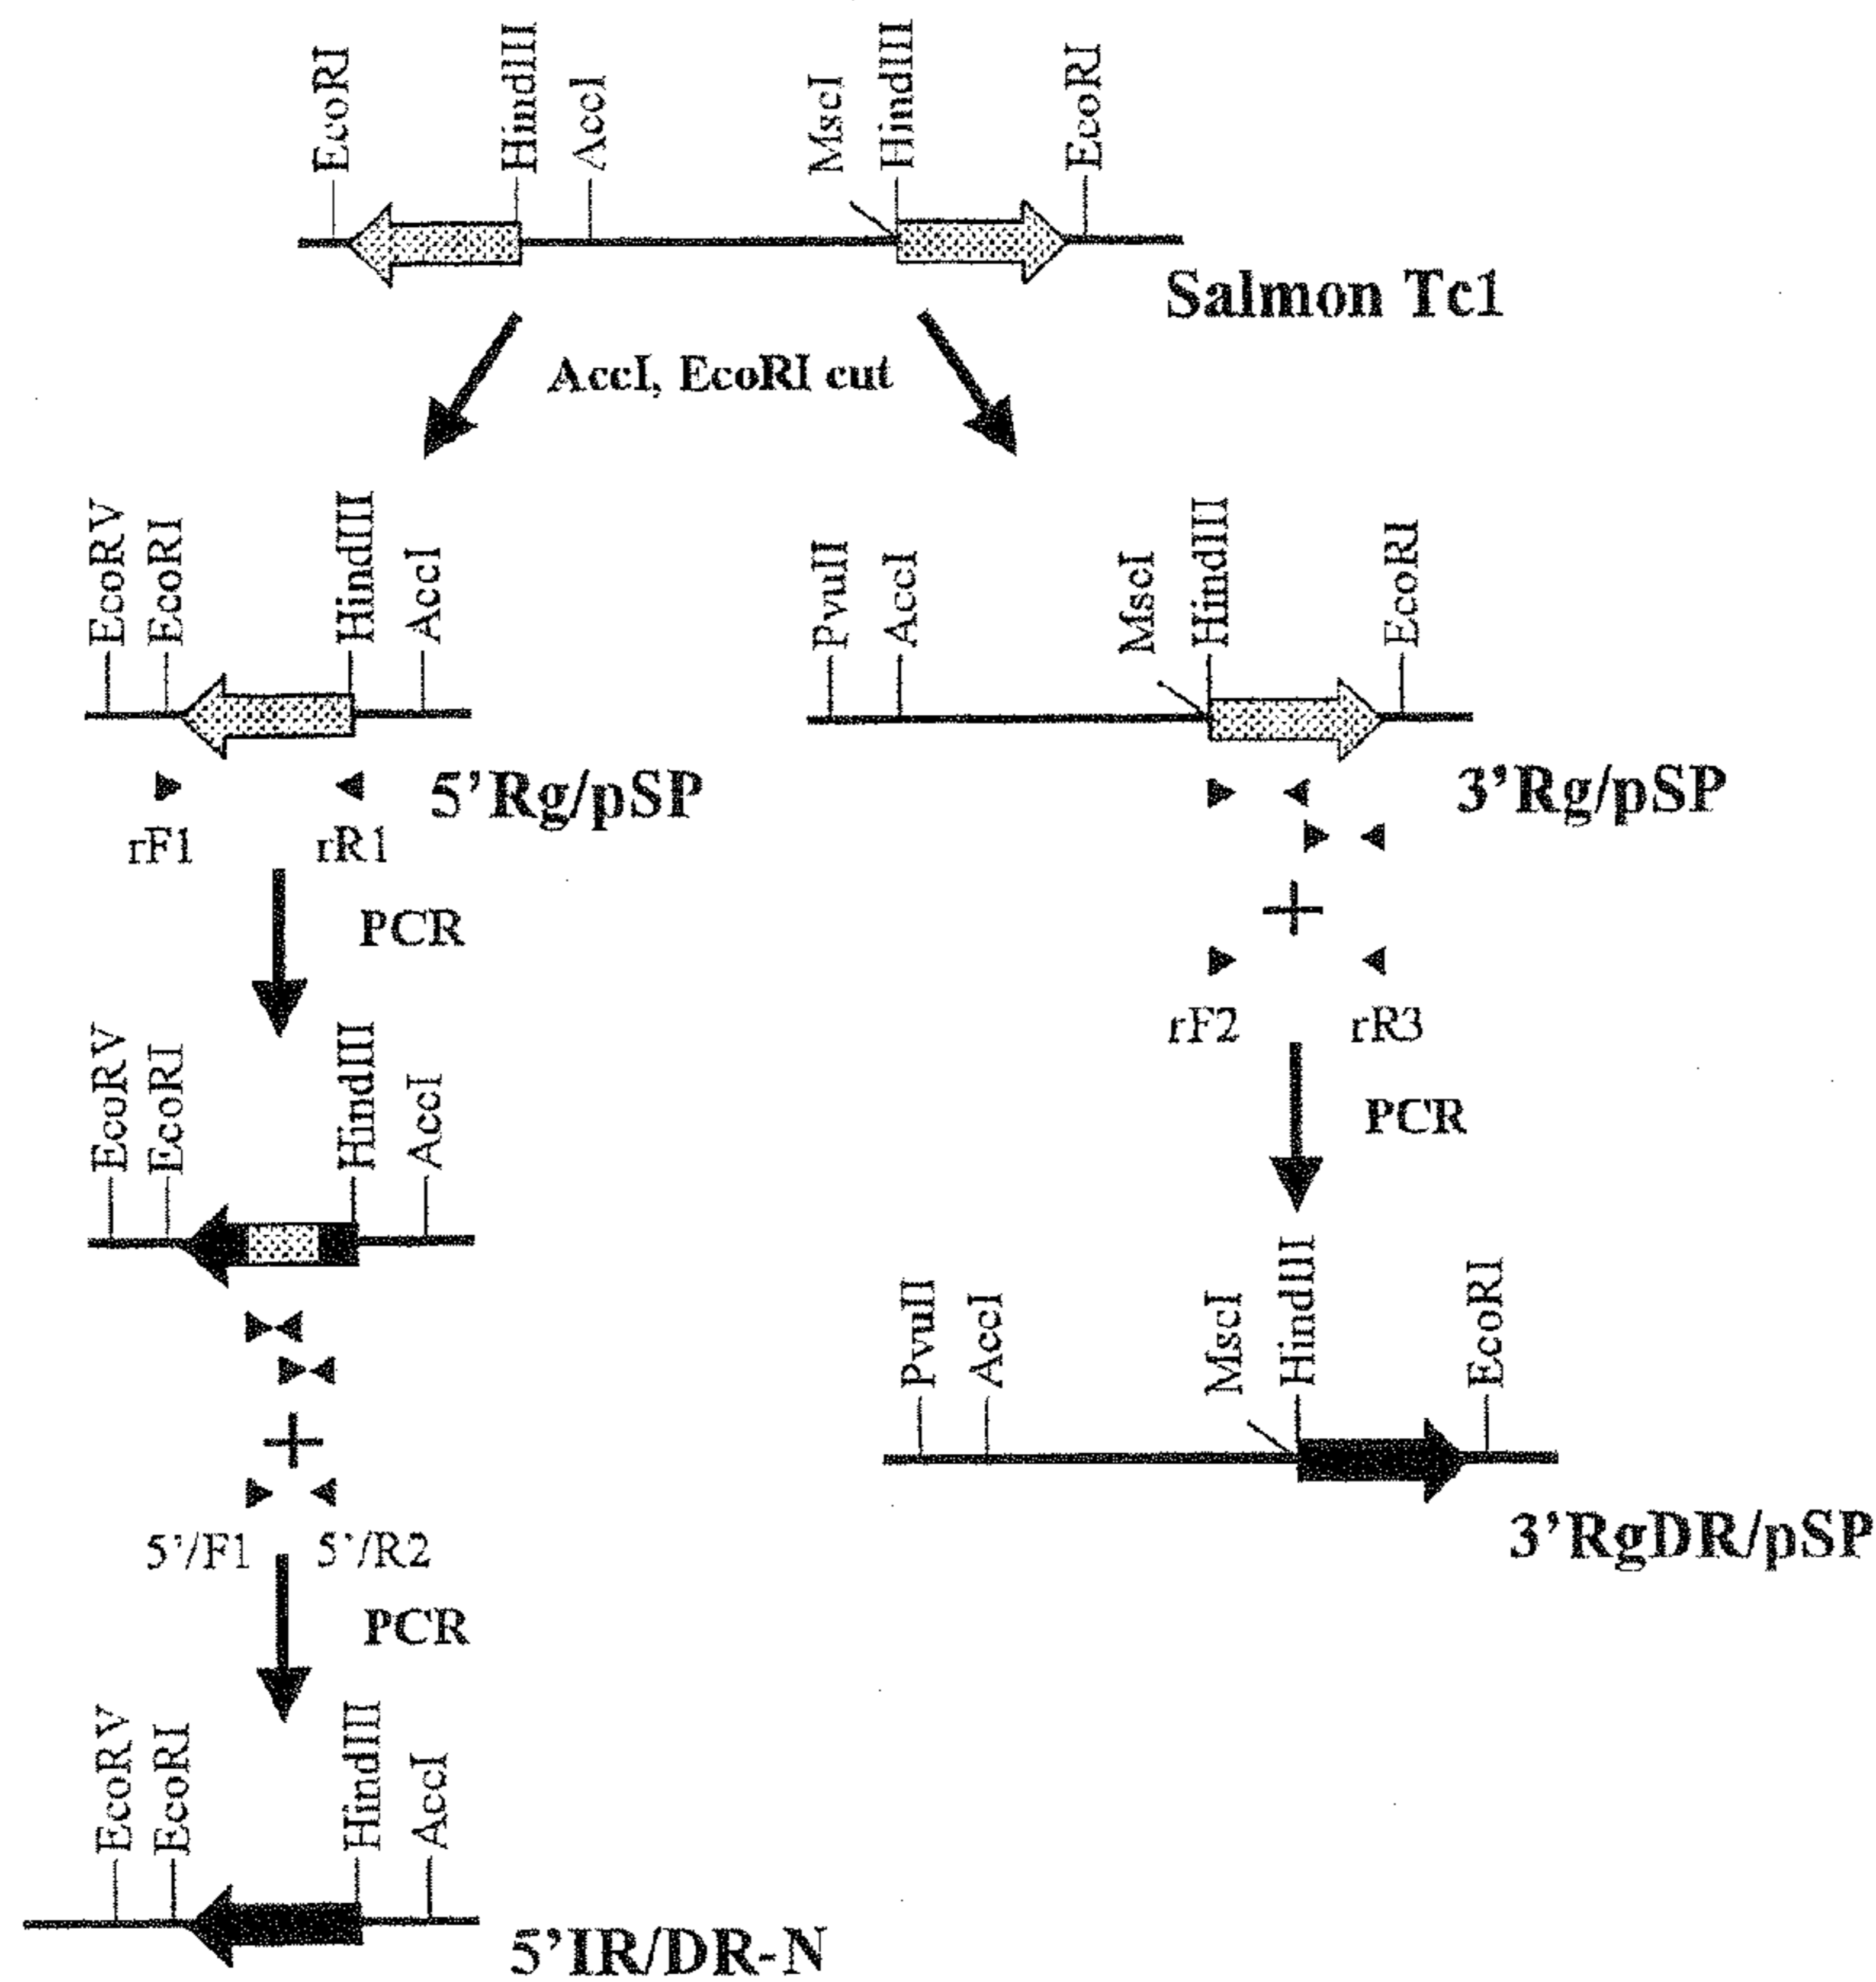 EcoRI HindIII AccI MscI HindIII EcoRI
Salmon Tc1
AccI, EcoRI cut
EcoRV EcoRI HindIII AccI
PvuII AccI MscI HindIII EcoRI
5'Rg/pSP
3'Rg/pSP
rF1 rR1
PCR
rF2 rR3
PCR
EcoRV EcoRI HindIII AccI
PvuII AccI MscI HindIII EcoRI
3'RgDR/pSP
5'/F1 5'/R2
PCR
EcoRV EcoRI HindIII AccI
5'IR/DR-N